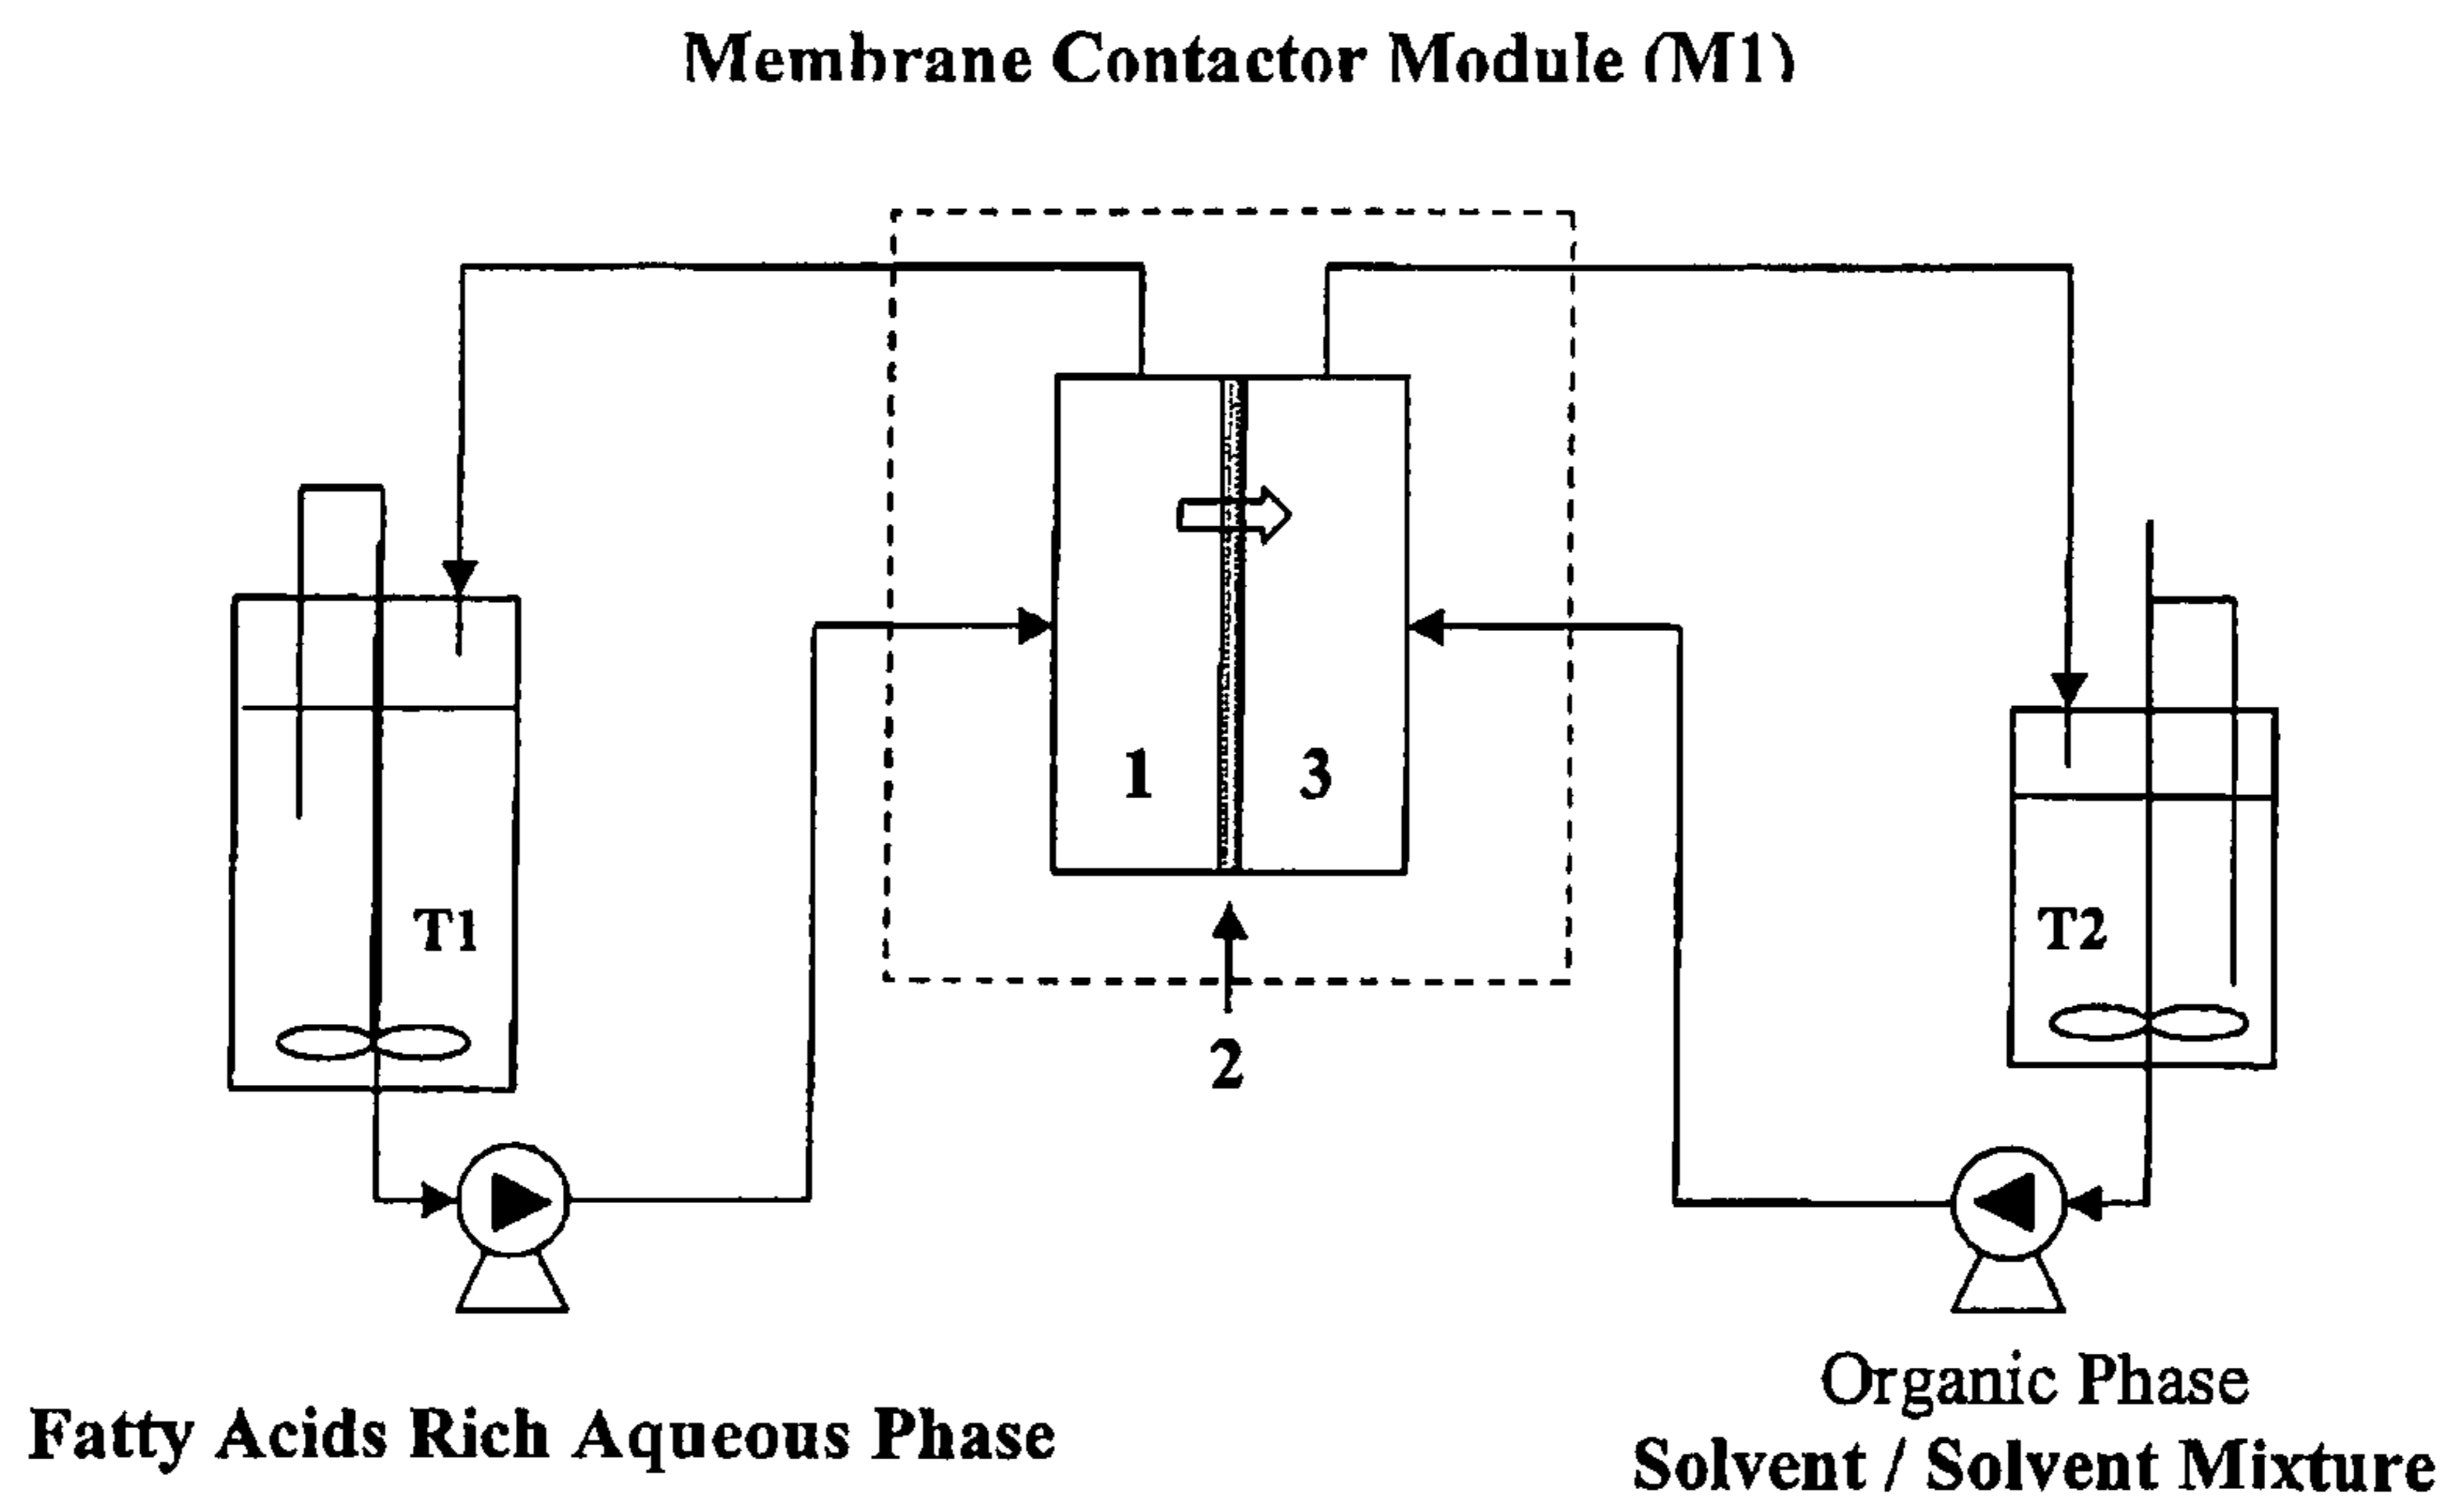 Membrane Contactor Module (M1)
1
3
T1
T2
2
Organic Phase
Fatty Acids Rich Aqueous Phase
Solvent / Solvent Mixture